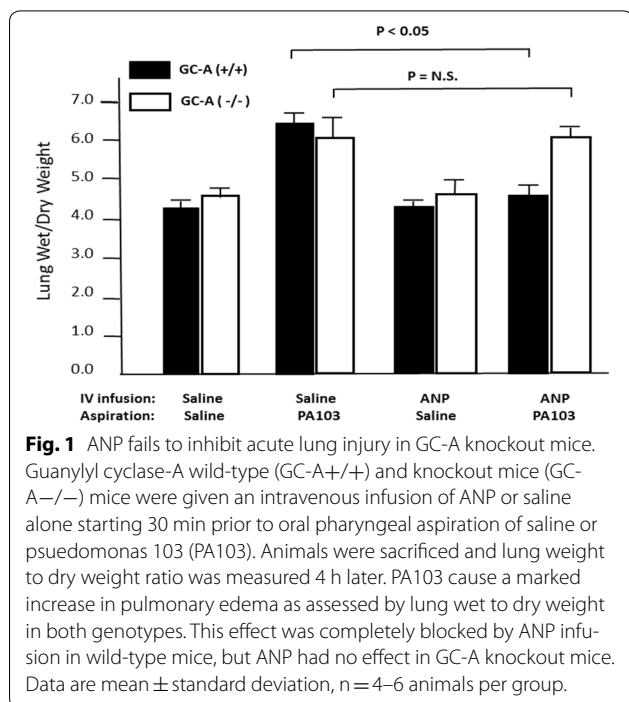 P < 0.05
GC-A (+/+)
P = N.S.
GC-A ( -/-)
Lung Wet/Dry Weight
7.0
6.0
5.0
4.0
3.0
2.0
1.0
0.0
IV infusion: Saline Saline ANP ANP
Aspiration: Saline PA103 Saline PA103
Fig. 1 ANP fails to inhibit acute lung injury in GC-A knockout mice.
Guanylyl cyclase-A wild-type (GC-A+/+) and knockout mice (GC-
A−/−) mice were given an intravenous infusion of ANP or saline
alone starting 30 min prior to oral pharyngeal aspiration of saline or
psuedomonas 103 (PA103). Animals were sacrificed and lung weight
to dry weight ratio was measured 4 h later. PA103 cause a marked
increase in pulmonary edema as assessed by lung wet to dry weight
in both genotypes. This effect was completely blocked by ANP infu-
sion in wild-type mice, but ANP had no effect in GC-A knockout mice.
Data are mean ± standard deviation, n = 4–6 animals per group.